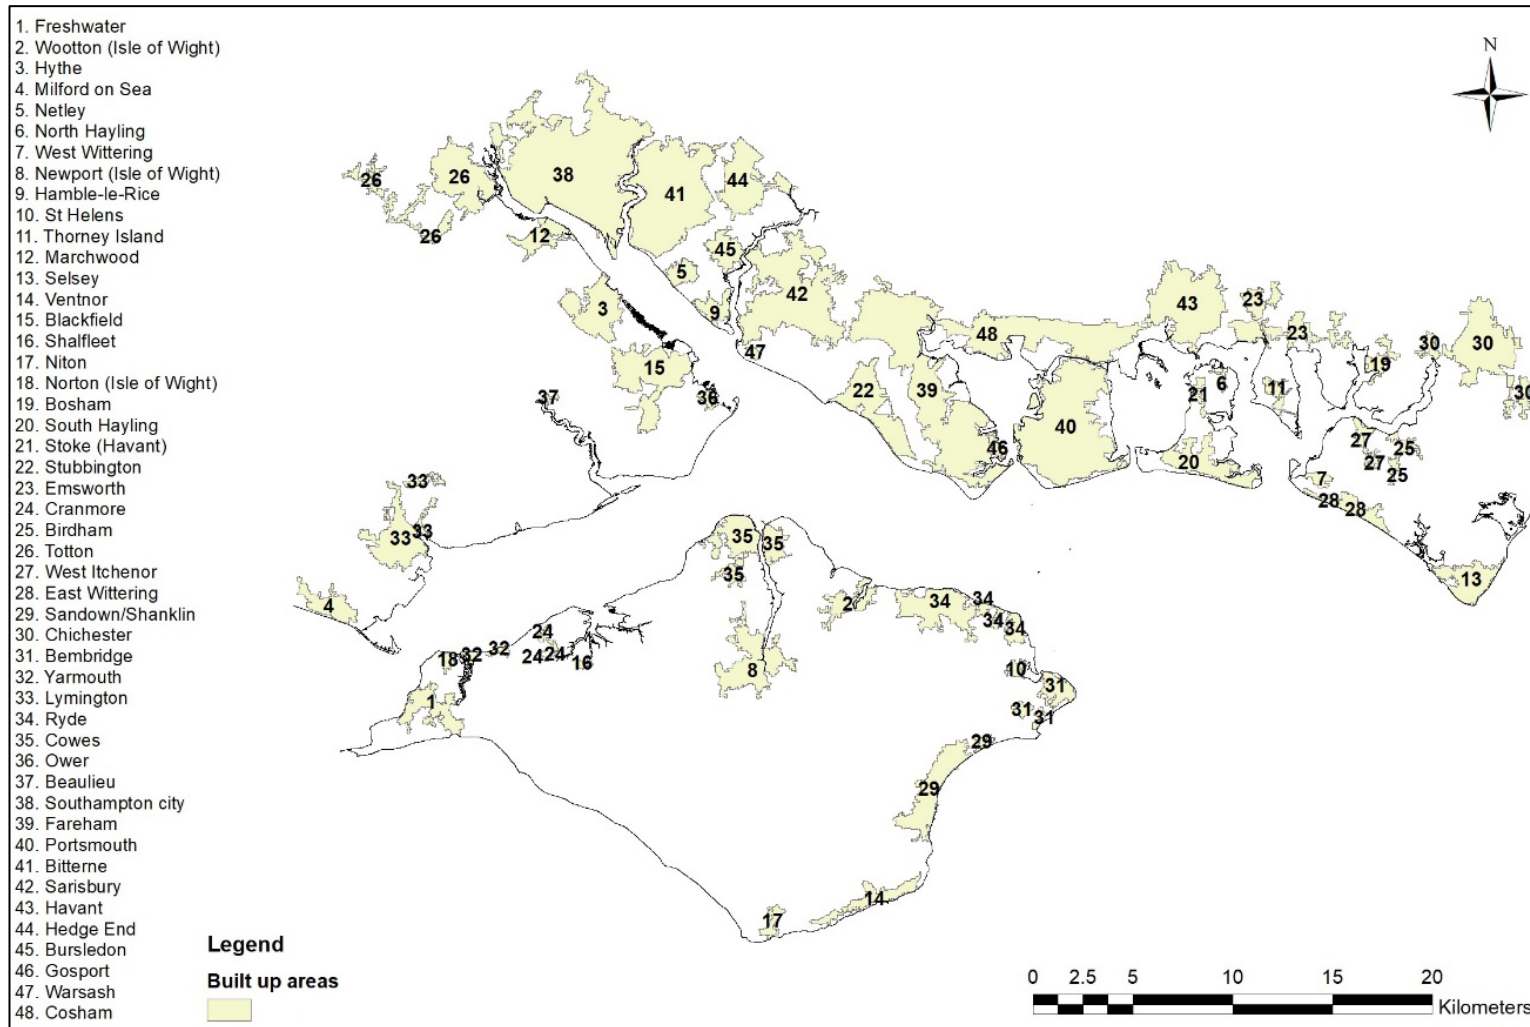 1. Freshwater
2. Wootton (Isle of Wight)
3. Hythe
4. Milford on Sea
5. Netley
6. North Hayling
7. West Wittering
8. Newport (Isle of Wight)
9. Hamble-le-Rice
10. St Helens
11. Thorney Island
12. Marchwood
13. Selsey
14. Ventnor
15. Blackfield
16. Shalfleet
17. Niton
18. Norton (Isle of Wight)
19. Bosham
20. South Hayling
21. Stoke (Havant)
22. Stubbington
23. Emsworth
24. Cranmore
25. Birdham
26. Totton
27. West Itchenor
28. East Wittering
29. Sandown/Shanklin
30. Chichester
31. Bembridge
32. Yarmouth
33. Lymington
34. Ryde
35. Cowes
36. Ower
37. Beaulieu
38. Southampton city
39. Fareham
40. Portsmouth
41. Bitterne
42. Sarisbury
43. Havant
44. Hedge End
45. Bursledon
46. Gosport
47. Warsash
48. Cosham
N
26
26
38
41
44
26
12
45
5
42
3
9
43
23
48
23
47
30
30
15
19
37
36
22
39
21
6
11
30
40
46
27
25
20
27
25
7
33
28
28
33
33
35
35
13
35
4
2
34
34
34
34
24
18
32
32
24
24
16
8
10
31
1
31
31
29
29
14
17
Legend
Built up areas
0 2.5 5 10 15 20
Kilometers